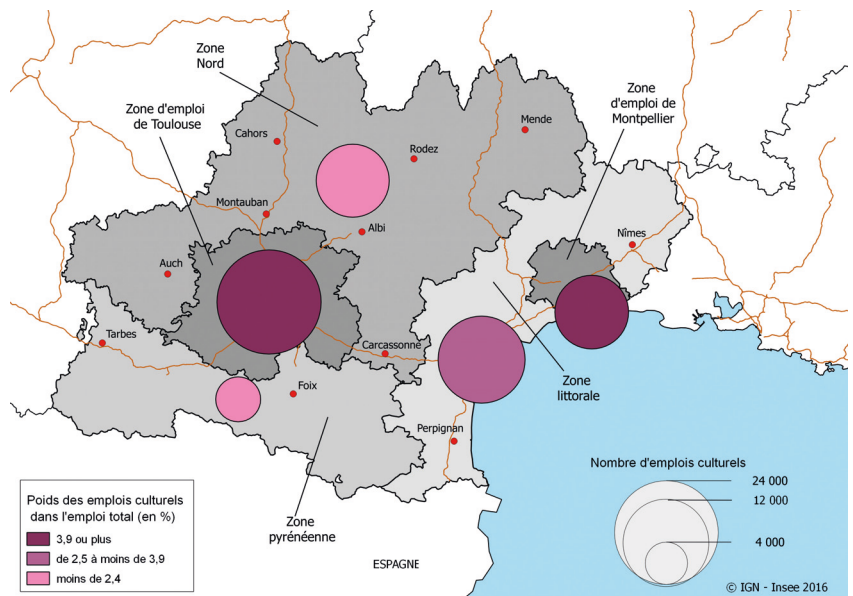 Zone
Nord
Zone d'emploi
de Toulouse
Zone
d'emploi de
Montpellier
Mende
Cahors
Rodez
Montauban
Albi
Nîmes
Auch
Tarbes
Carcassonne
Foix
Zone
littorale
Perpignan
Zone
pyrénéenne
ESPAGNE
Nombre d'emplois culturels
24 000
12 000
4 000
Poids des emplois culturels
dans l'emploi total (en %)
3,9 ou plus
de 2,5 à moins de 3,9
moins de 2,4
© IGN - Insee 2016